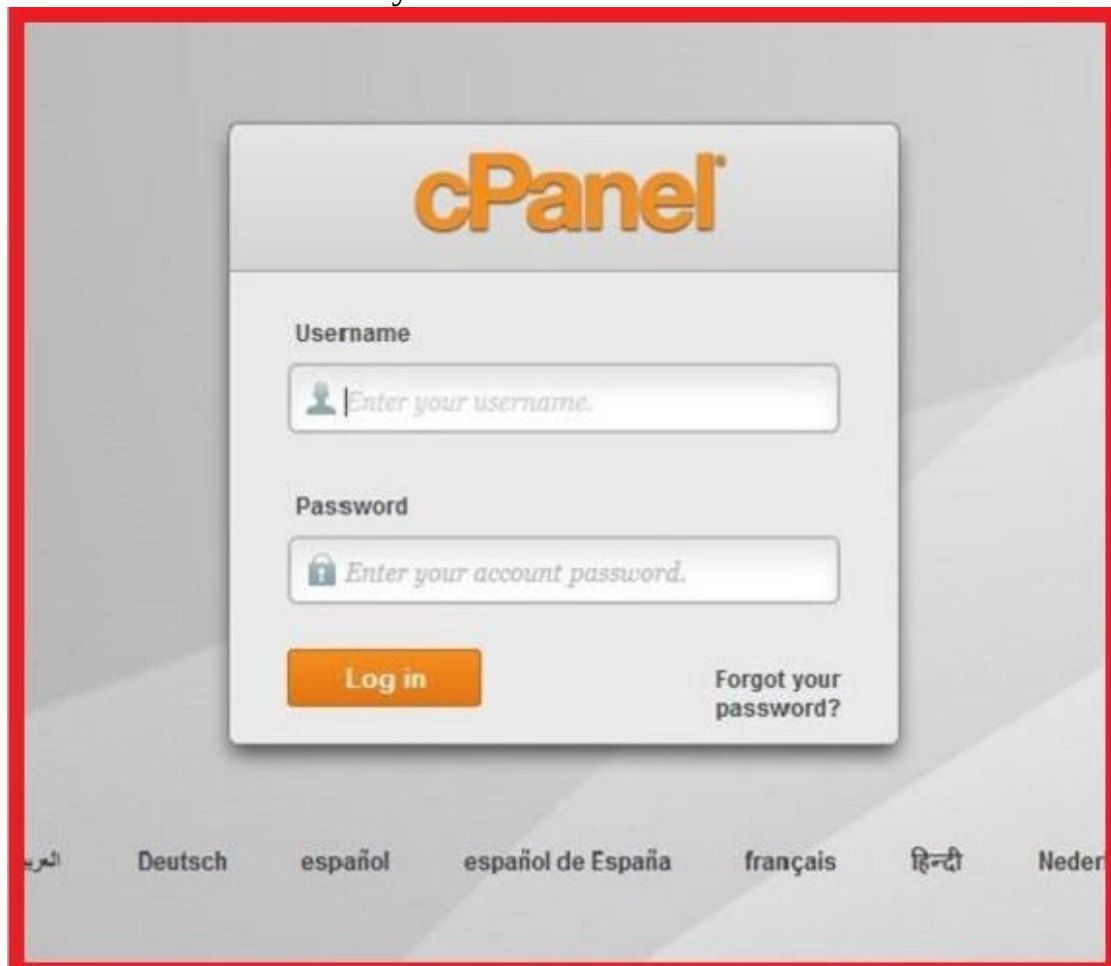 cPanel
Username
Enter your username.
Password
Enter your account password.
Log in
Forgot your
password?
Deutsch español español de España français हिन्दी